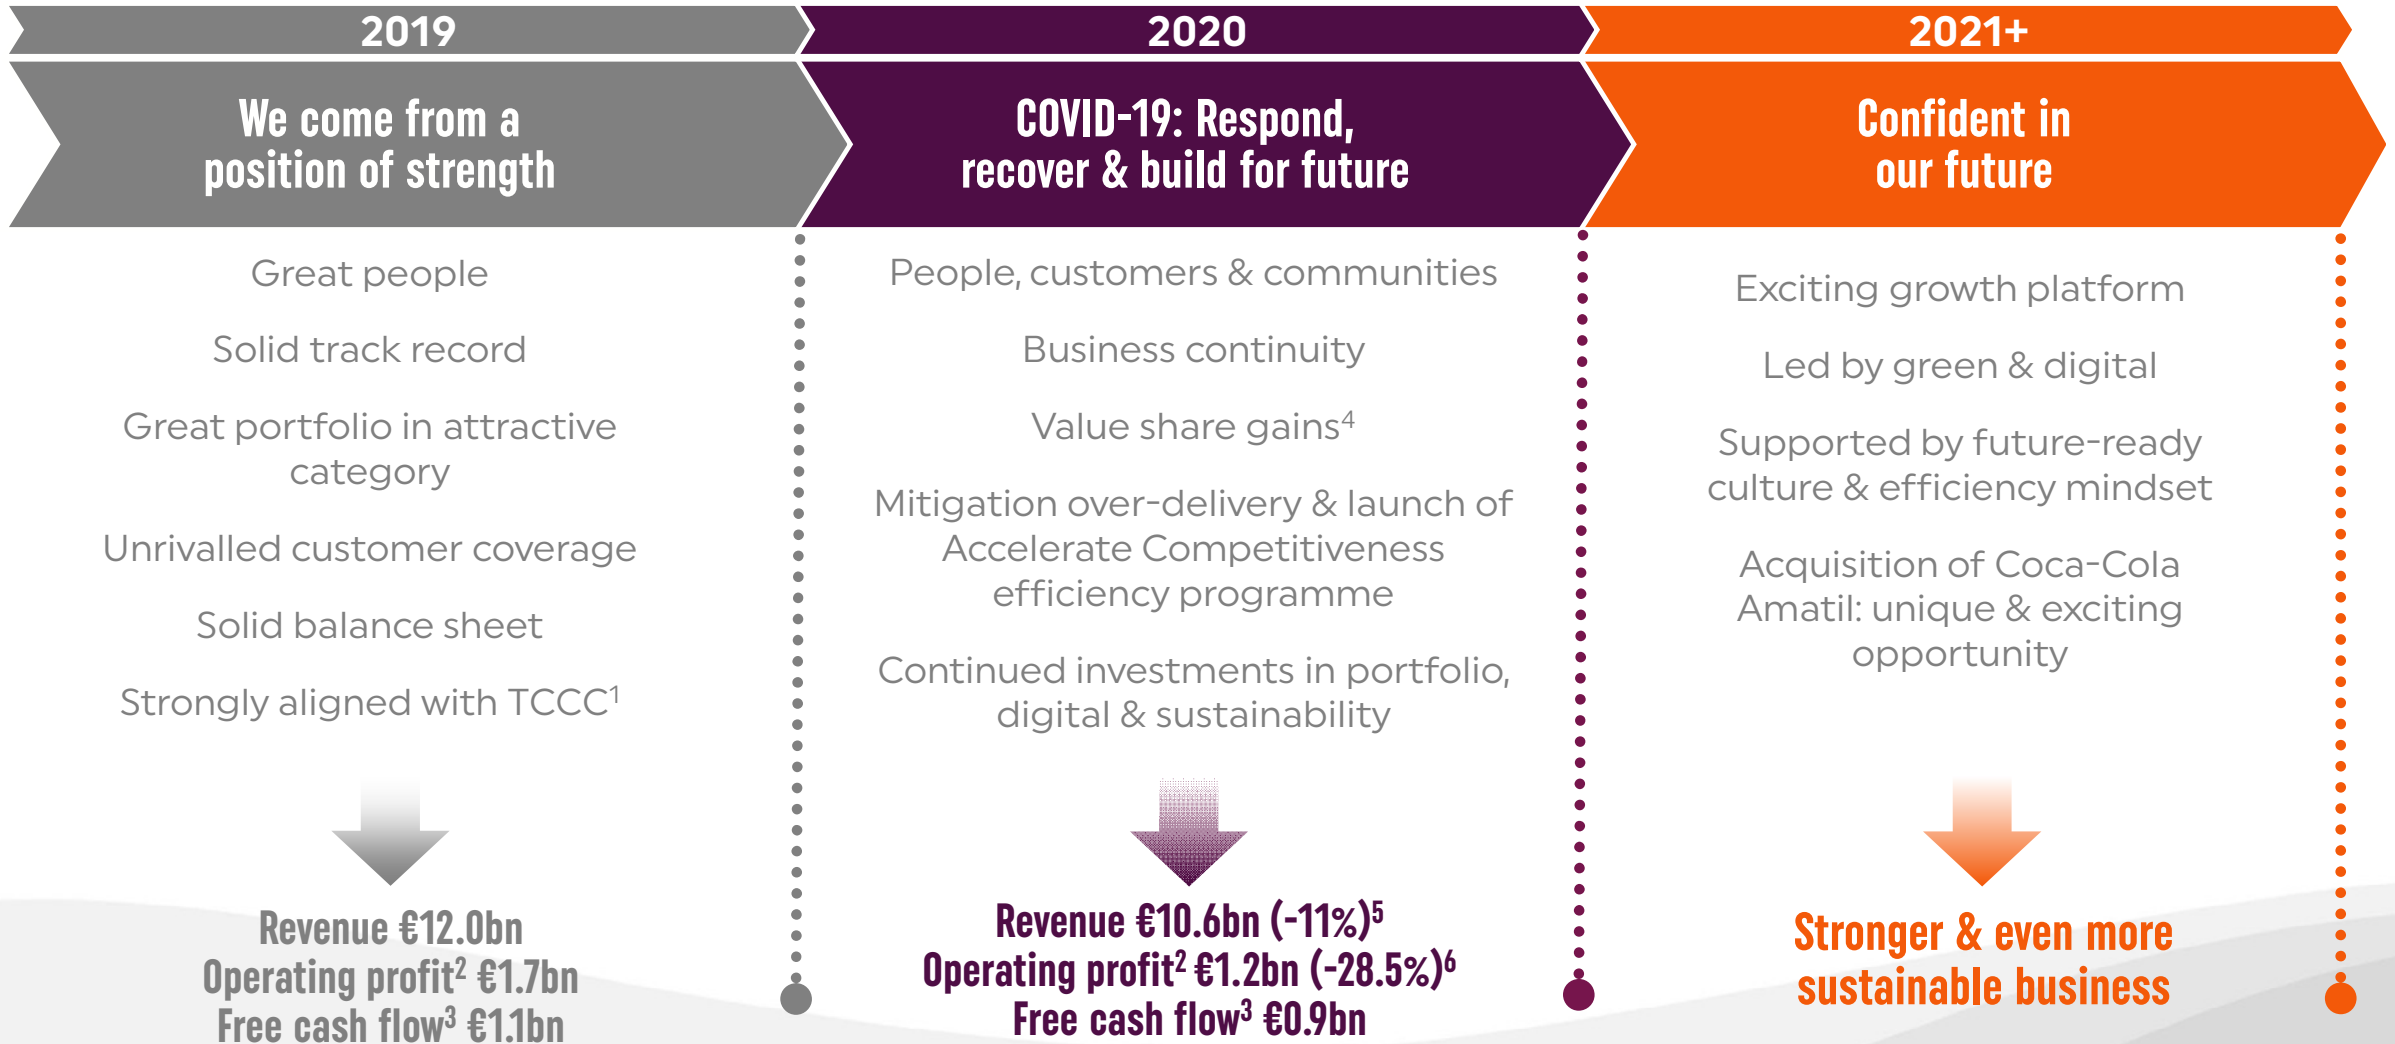 2019
We come from a
position of strength
Great people
Solid track record
Great portfolio in attractive
category
Unrivalled customer coverage
Solid balance sheet
Strongly aligned with TCCC¹
Revenue €12.0bn
Operating profit² €1.7bn
Free cash flow³ €1.1bn
2020
COVID-19: Respond,
recover & build for future
People, customers & communities
Business continuity
Value share gains⁴
Mitigation over-delivery & launch of
Accelerate Competitiveness
efficiency programme
Continued investments in portfolio,
digital & sustainability
Revenue €10.6bn (-11%)⁵
Operating profit² €1.2bn (-28.5%)⁶
Free cash flow³ €0.9bn
2021+
Confident in
our future
Exciting growth platform
Led by green & digital
Supported by future-ready
culture & efficiency mindset
Acquisition of Coca-Cola
Amatil: unique & exciting
opportunity
Stronger & even more
sustainable business